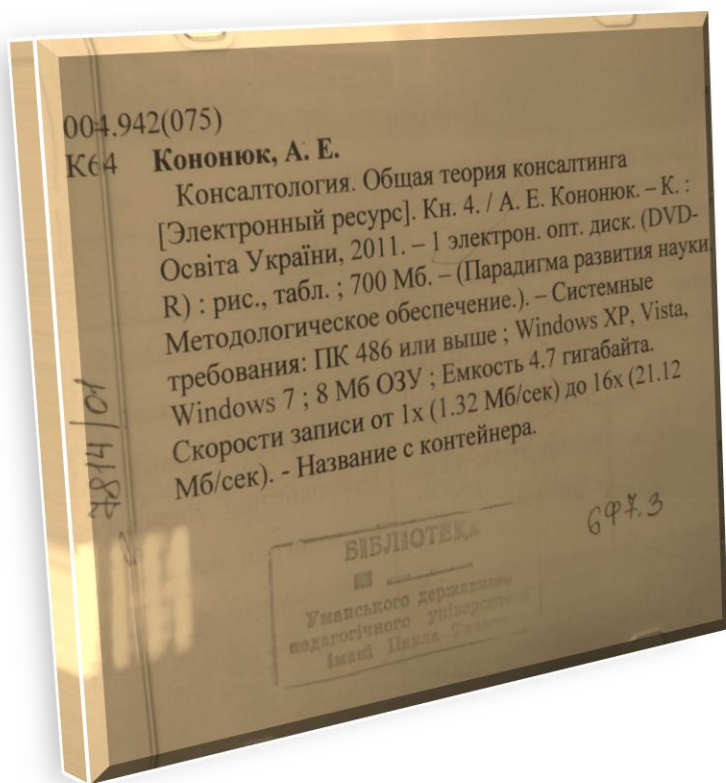 004.942(075)
К64 Кононюк, А. Е.
Консалтология. Общая теория консалтинга
[Электронный ресурс]. Кн. 4. / А. Е. Кононюк. – К. :
Освіта України, 2011. – 1 электрон. опт. диск. (DVD-
R) : рис., табл. ; 700 Мб. – (Парадигма развития науки.
Методологическое обеспечение.). – Системные
требования: ПК 486 или выше ; Windows XP, Vista,
Windows 7 ; 8 Мб ОЗУ ; Емкость 4.7 гигабайта.
Скорости записи от 1x (1.32 Мб/сек) до 16x (21.12
Мб/сек). - Название с контейнера.
7814/01
6Ф7.3
БІБЛІОТЕКА
Уманського державного
педагогічного університету
імені Павла